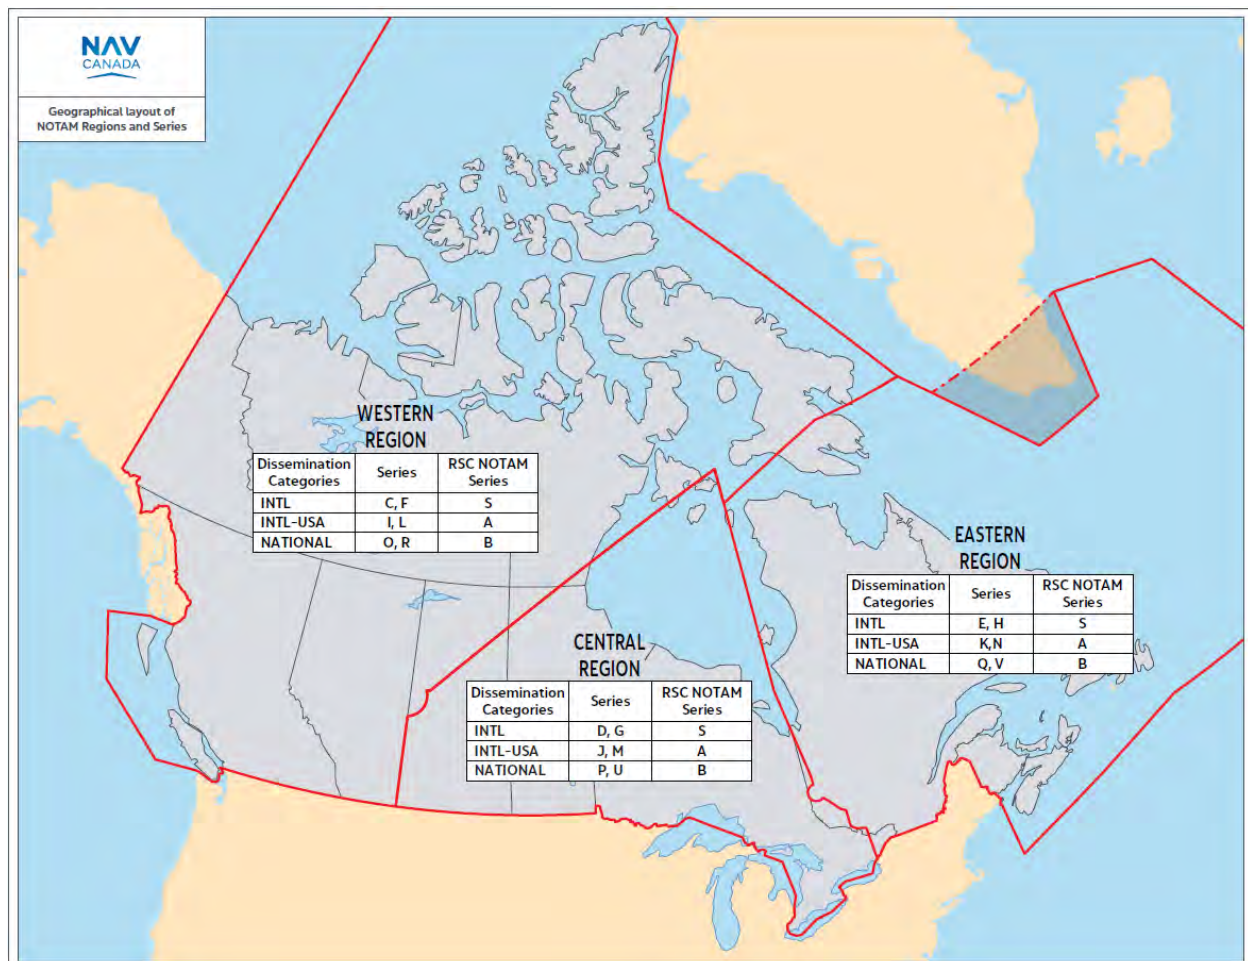 NAV
CANADA
Geographical layout of
NOTAM Regions and Series
WESTERN
REGION
Dissemination Categories Series RSC NOTAM Series
INTL C, F S
INTL-USA I, L A
NATIONAL O, R B
EASTERN
REGION
Dissemination Categories Series RSC NOTAM Series
INTL E, H S
INTL-USA K,N A
NATIONAL Q, V B
CENTRAL
REGION
Dissemination Categories Series RSC NOTAM Series
INTL D, G S
INTL-USA J, M A
NATIONAL P, U B